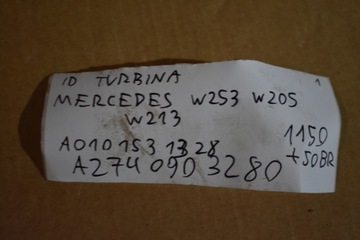 ID TURBINA
MERCEDES W253 W205
W213
A010 153 13 28
A274 090 3280
1150
+50BR